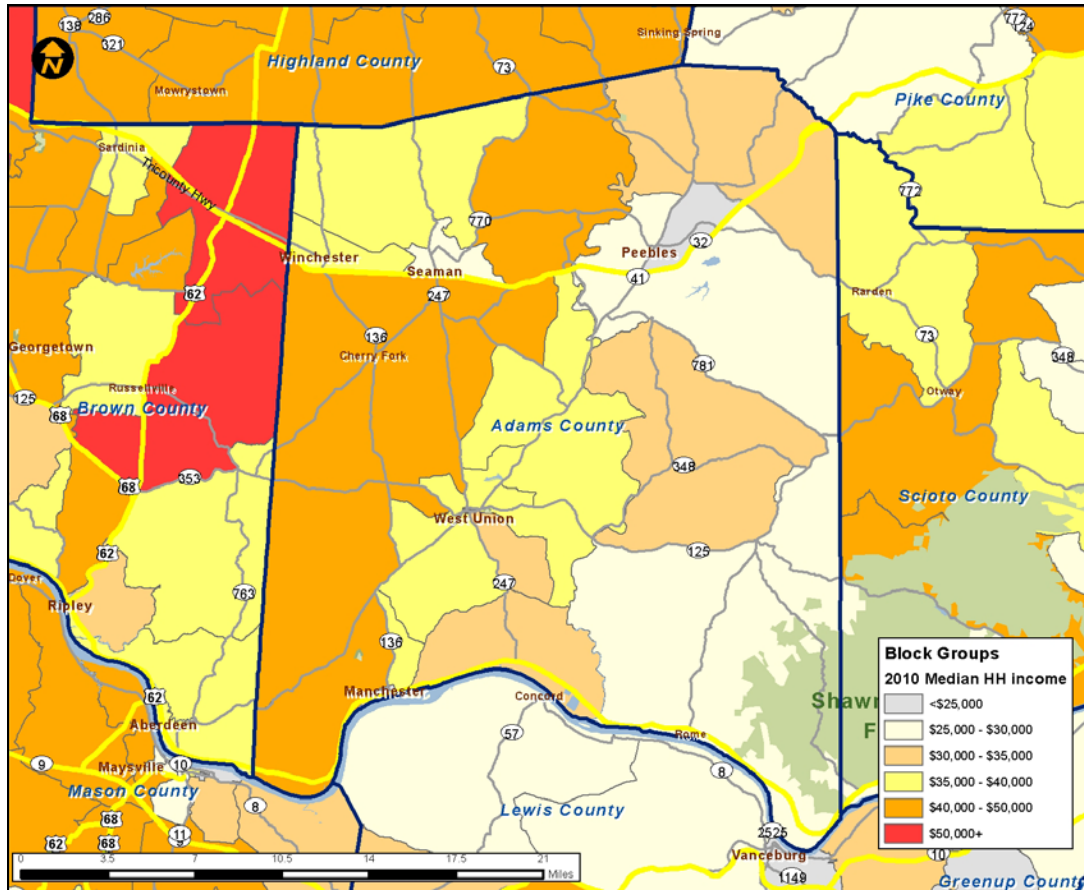 286
138
321
772
124
Sinking Spring
Highland County
73
N
Mowrystown
Pike County
Sardinia
Tricounty Hwy
772
770
32
Peebles
Winchester
Seaman
41
62
247
Rarden
136
73
Georgetown
Cherry Fork
348
781
Russellville
Otway
125
68
Brown County
Adams County
348
353
68
Scioto County
West Union
125
62
247
Dover
763
Ripley
136
Block Groups
2010 Median HH income
<$25,000
$25,000 - $30,000
$30,000 - $35,000
$35,000 - $40,000
$40,000 - $50,000
$50,000+
Manchester
Concord
Shawn
F
62
Aberdeen
57
Rome
9
Maysville
10
8
Mason County
8
Lewis County
68
11
9
2525
62
68
Vanceburg
10
0 3.5 7 10.5 14 17.5 21
Miles
1149
Greenup County